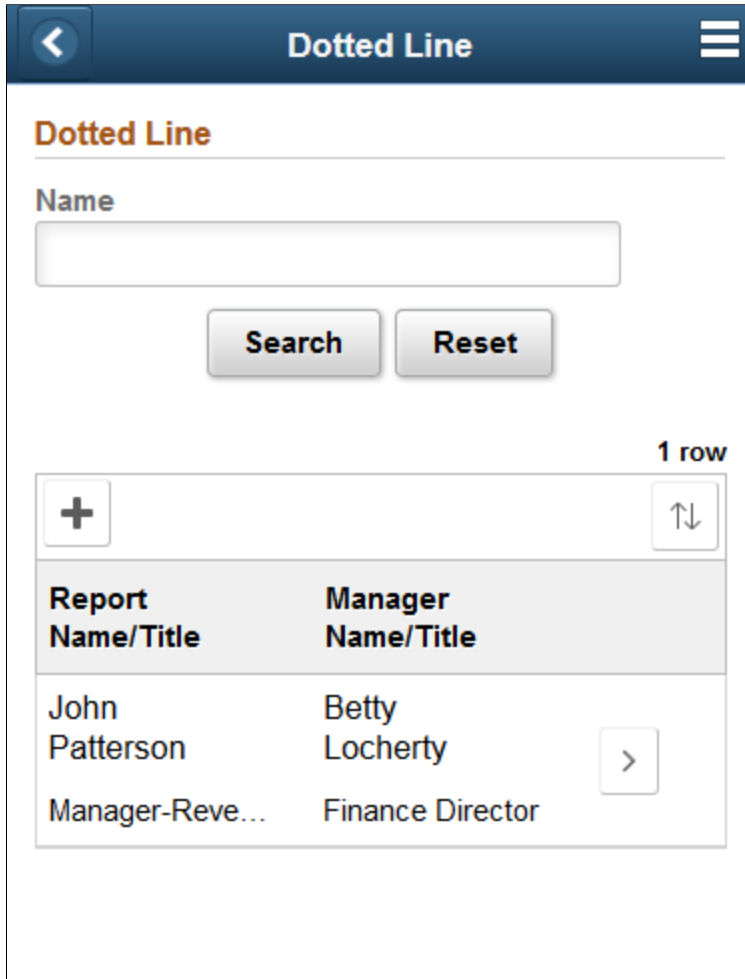 Dotted Line
Dotted Line
Name
Search Reset
1 row
Report Manager
Name/Title Name/Title
John Betty
Patterson Locherty
Manager-Reve... Finance Director